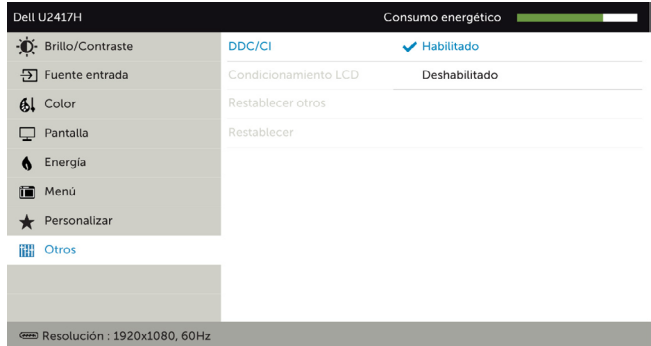 Dell U2417H Consumo energético
Brillo/Contraste DDC/CI Habilitado
Fuente entrada Condicionamiento LCD Deshabilitado
Color Restablecer otros
Pantalla Restablecer
Energía
Menú
Personalizar
Otros
Resolución : 1920x1080, 60Hz